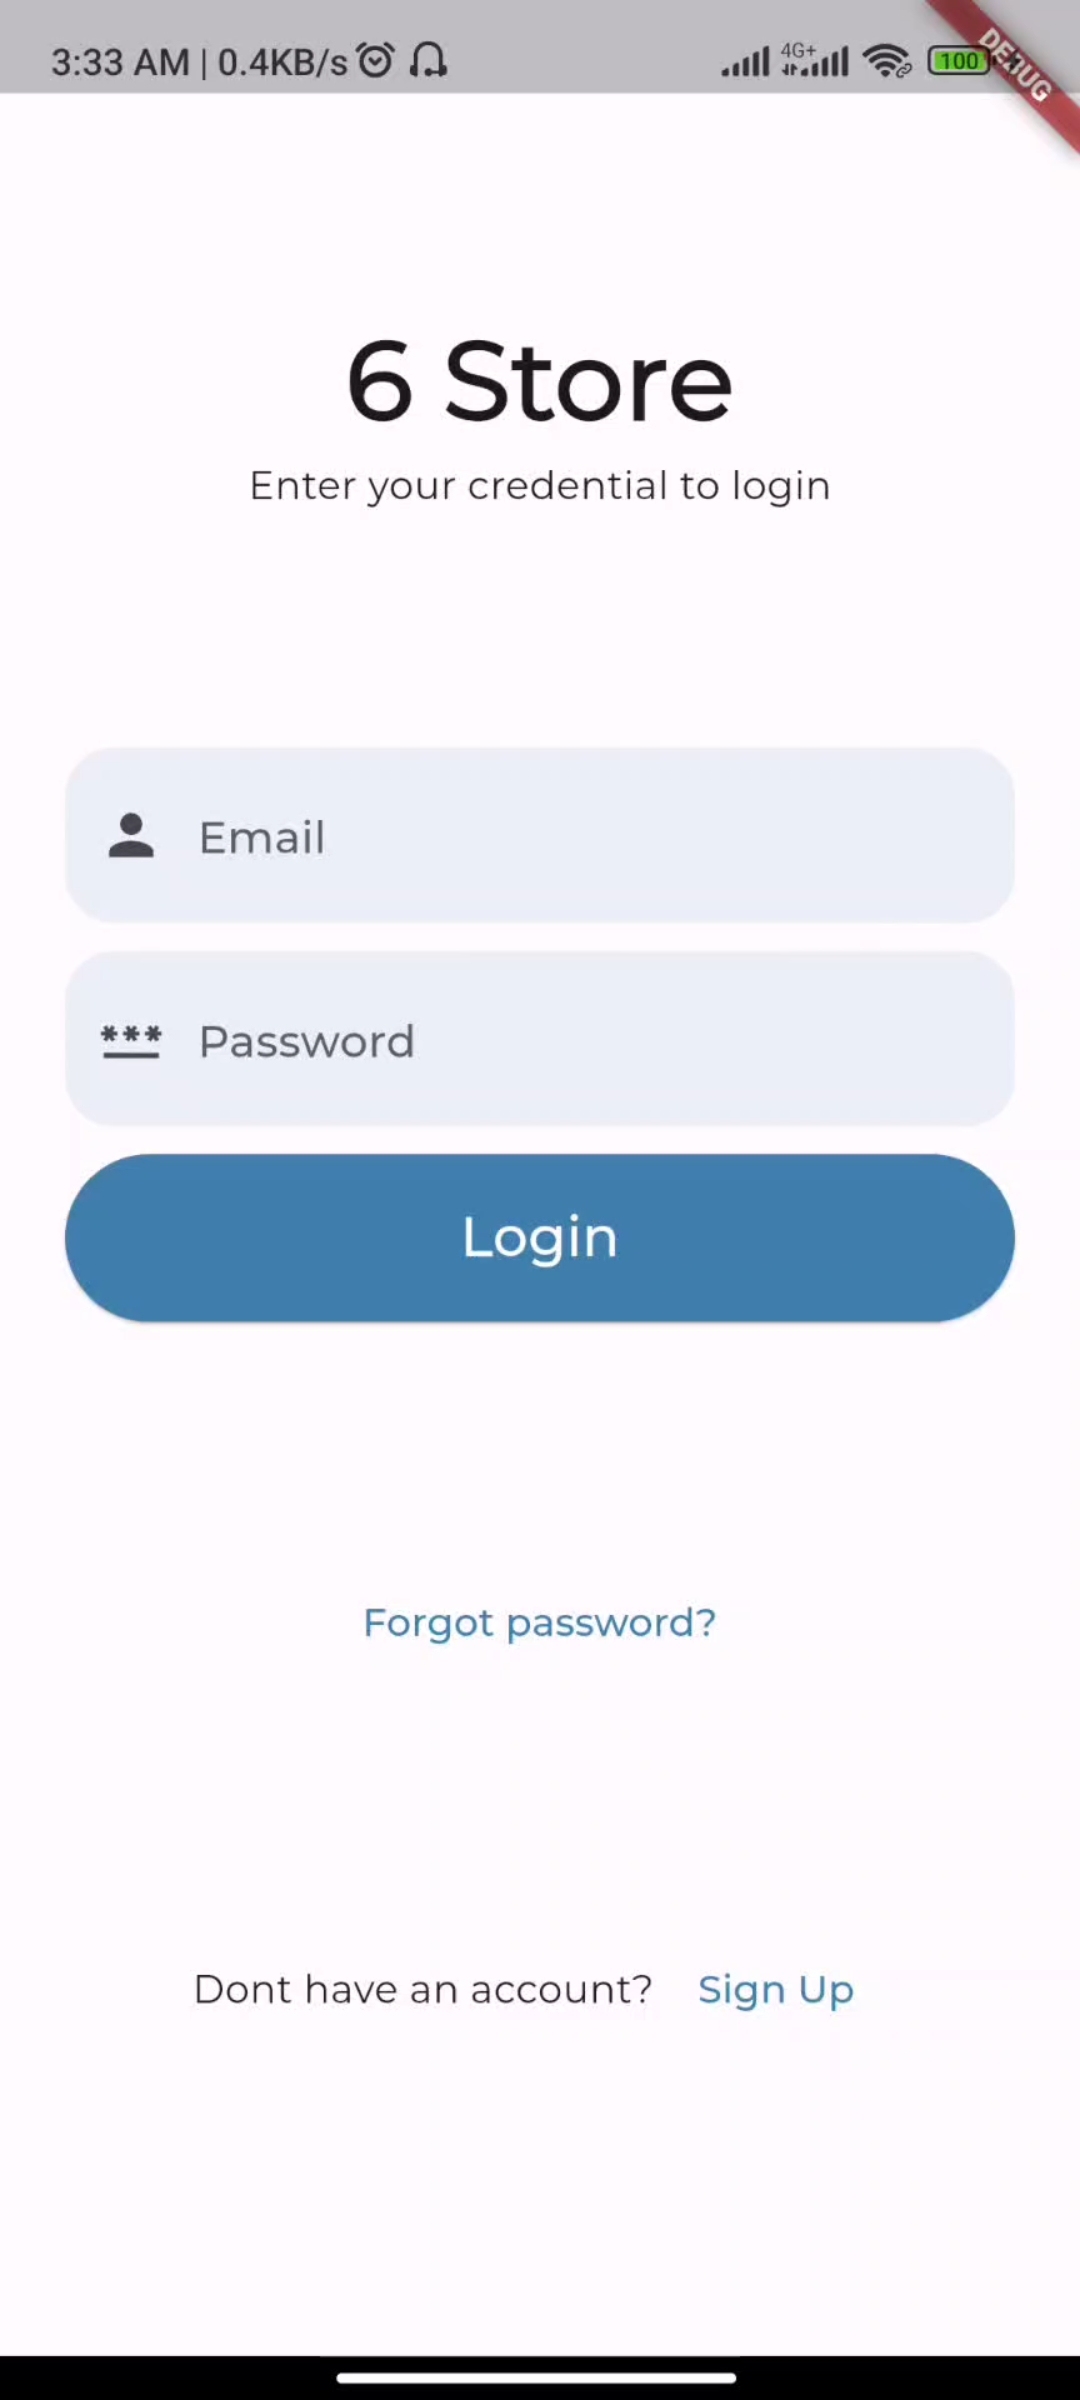 3:33 AM | 0.4KB/s
4G+
100
DEBUG
6 Store
Enter your credential to login
Email
*** Password
Login
Forgot password?
Dont have an account? Sign Up